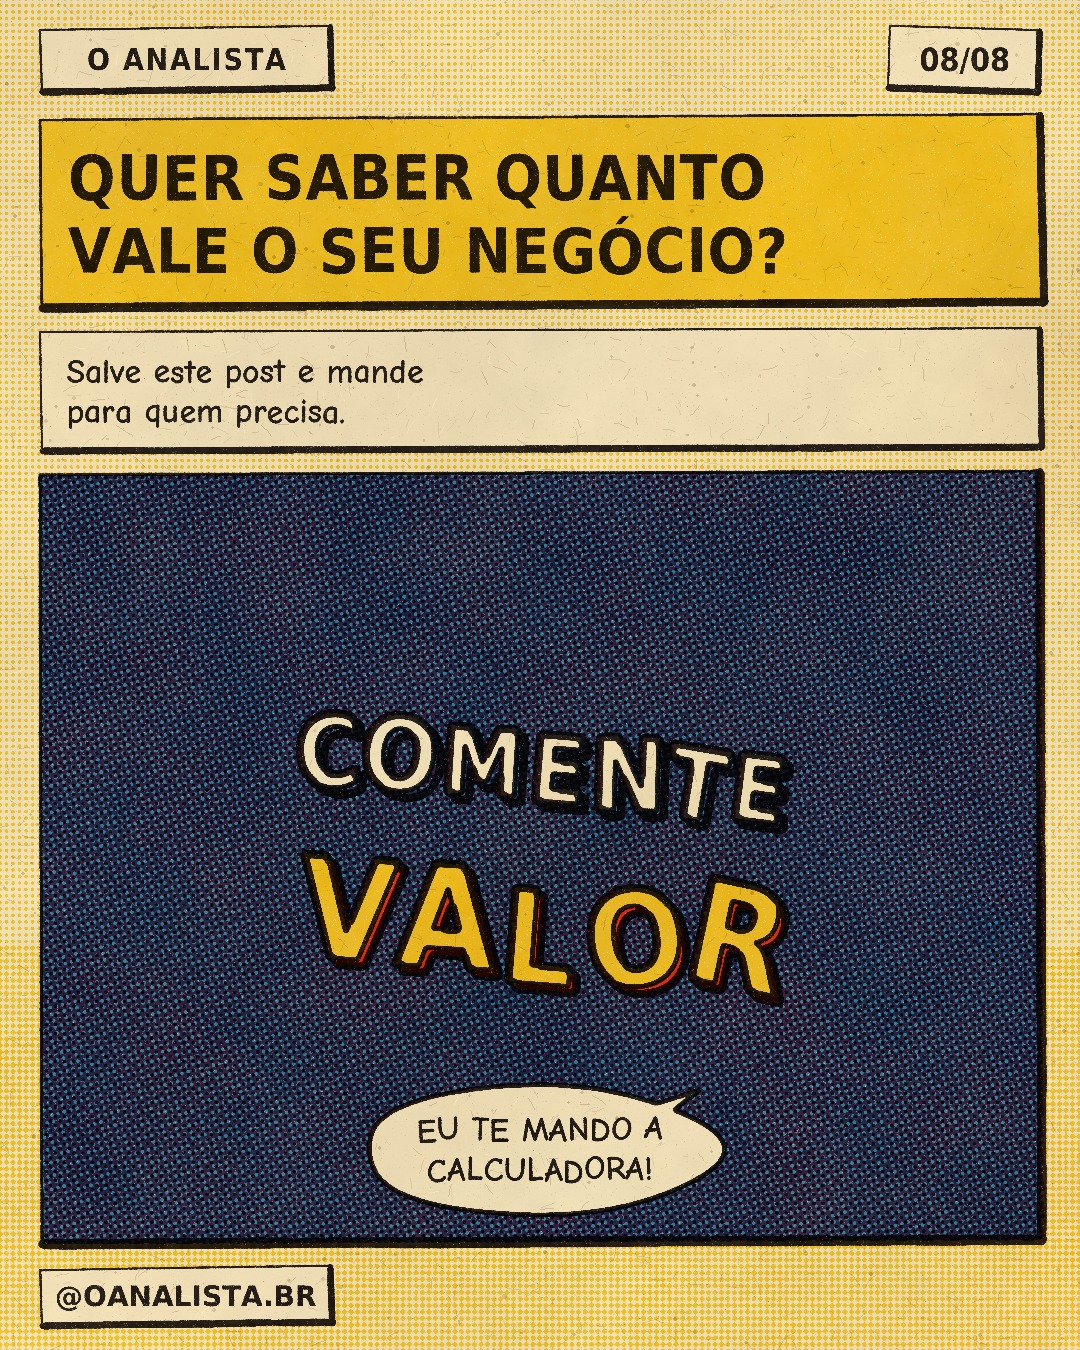 O ANALISTA
08/08
QUER SABER QUANTO
VALE O SEU NEGÓCIO?
Salve este post e mande
para quem precisa.
COMENTE
VALOR
EU TE MANDO A
CALCULADORA!
@OANALISTA.BR